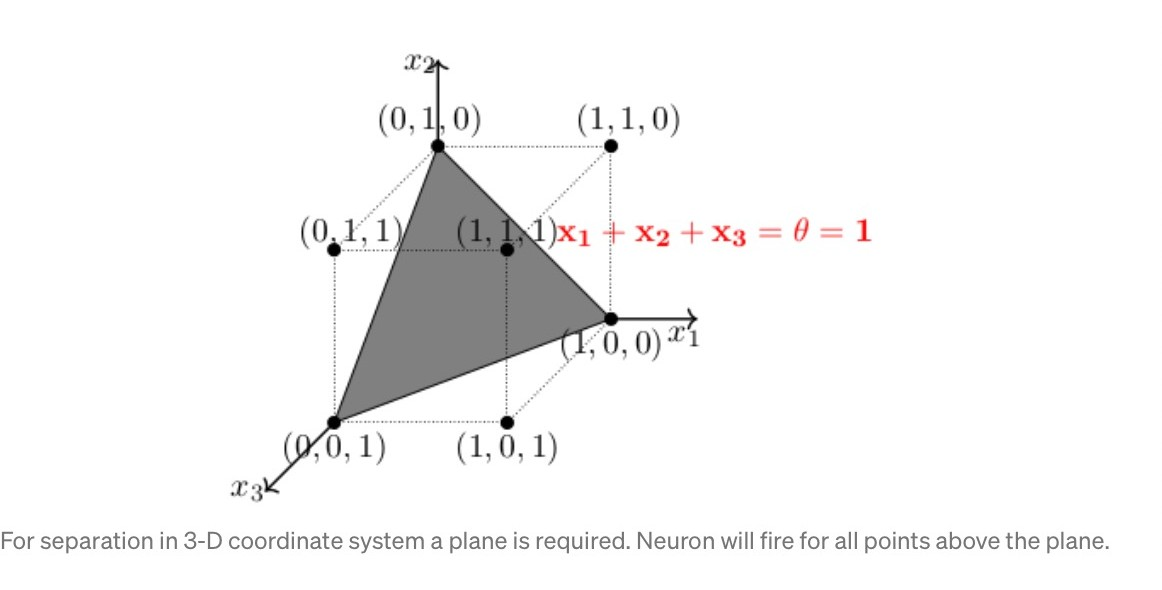 x2
(0, 1, 0) (1, 1, 0)
(0, 1, 1) (1, 1, 1) x1 + x2 + x3 = θ = 1
(1, 0, 0) x1
(0, 0, 1) (1, 0, 1)
x3
For separation in 3-D coordinate system a plane is required. Neuron will fire for all points above the plane.